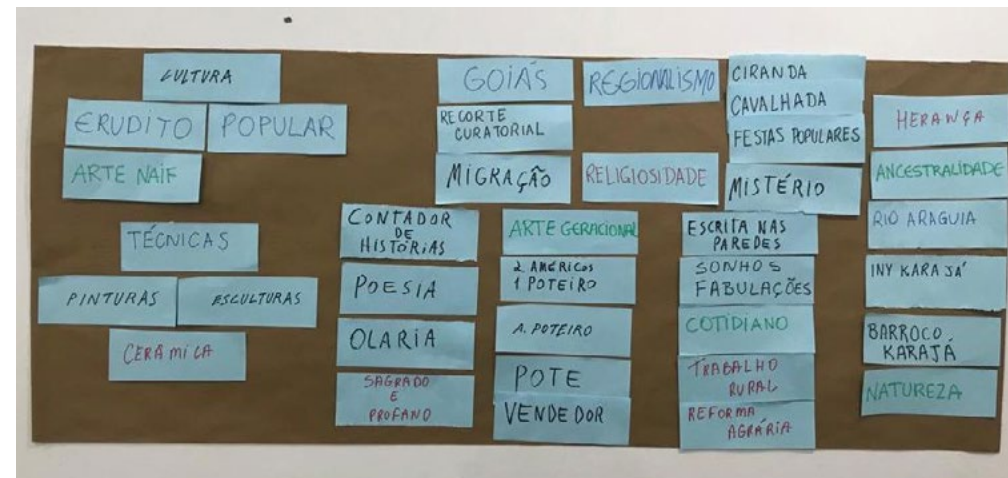 CULTURA
ERUDITO
POPULAR
ARTE NAIF
TÉCNICAS
PINTURAS
ESCULTURAS
CERÂMICA
CONTADOR
DE
HISTÓRIAS
POESIA
OLARIA
SAGRADO
E
PROFANO
GOIÁS
RECORTE
CURATORIAL
MIGRAÇÃO
ARTE GERACIONAL
2 AMÉRICOS
1 POTEIRO
A. POTEIRO
POTE
VENDEDOR
REGIONALISMO
RELIGIOSIDADE
CIRANDA
CAVALHADA
FESTAS POPULARES
MISTÉRIO
ESCRITA NAS
PAREDES
SONHOS
FABULAÇÕES
COTIDIANO
TRABALHO
RURAL
REFORMA
AGRÁRIA
HERANÇA
ANCESTRALIDADE
RIO ARAGUIA
INY KARAJÁ
BARROCO
KARAJÁ
NATUREZA